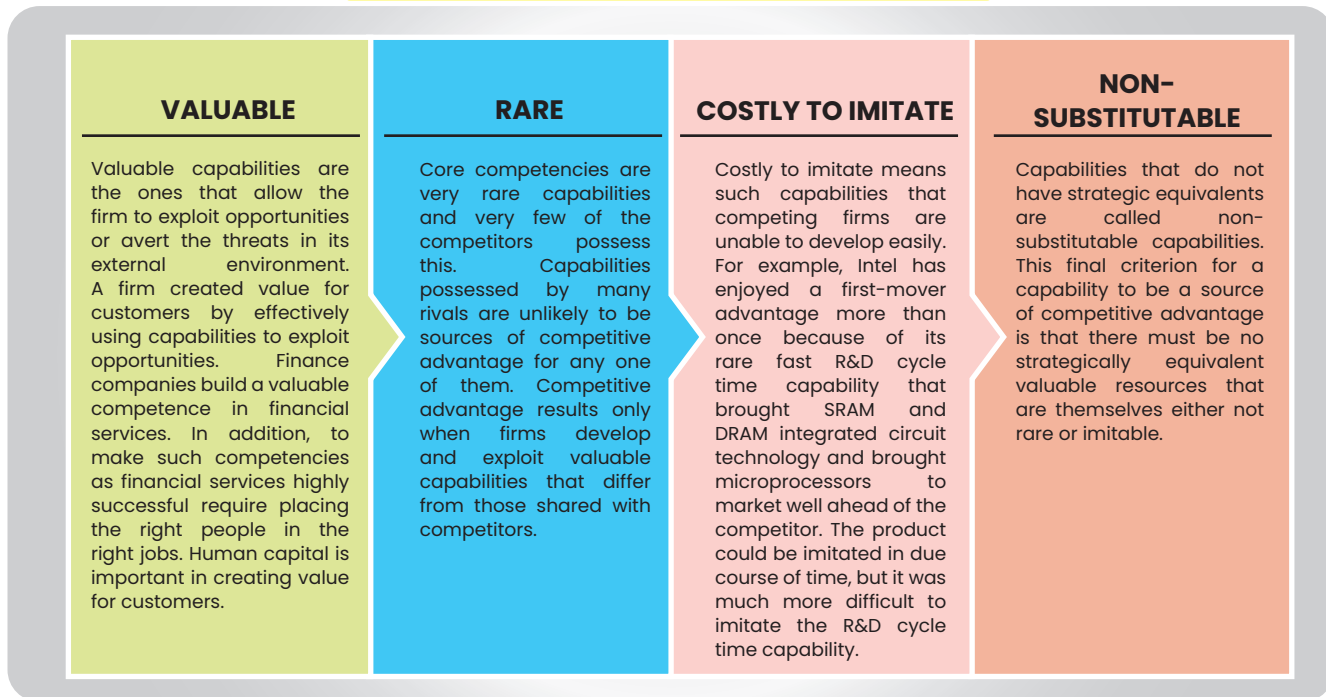 VALUABLE
Valuable capabilities are
the ones that allow the
firm to exploit opportunities
or avert the threats in its
external environment.
A firm created value for
customers by effectively
using capabilities to exploit
opportunities. Finance
companies build a valuable
competence in financial
services. In addition, to
make such competencies
as financial services highly
successful require placing
the right people in the
right jobs. Human capital is
important in creating value
for customers.
RARE
Core competencies are
very rare capabilities
and very few of the
competitors possess
this. Capabilities
possessed by many
rivals are unlikely to be
sources of competitive
advantage for any one
of them. Competitive
advantage results only
when firms develop
and exploit valuable
capabilities that differ
from those shared with
competitors.
COSTLY TO IMITATE
Costly to imitate means
such capabilities that
competing firms are
unable to develop easily.
For example, Intel has
enjoyed a first-mover
advantage more than
once because of its
rare fast R&D cycle
time capability that
brought SRAM and
DRAM integrated circuit
technology and brought
microprocessors to
market well ahead of the
competitor. The product
could be imitated in due
course of time, but it was
much more difficult to
imitate the R&D cycle
time capability.
NON-
SUBSTITUTABLE
Capabilities that do not
have strategic equivalents
are called non-
substitutable capabilities.
This final criterion for a
capability to be a source
of competitive advantage
is that there must be no
strategically equivalent
valuable resources that
are themselves either not
rare or imitable.